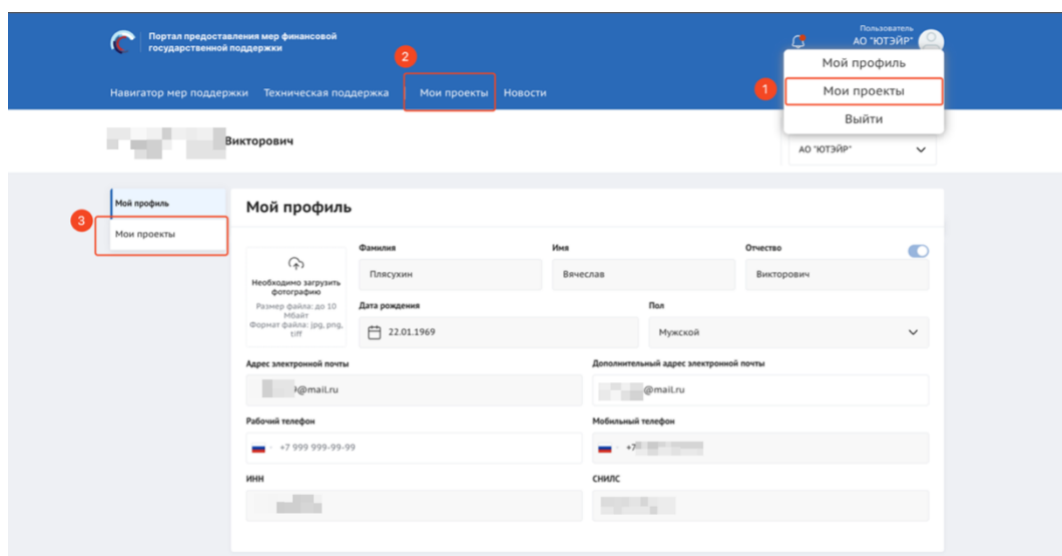 Портал предоставления мер финансовой
государственной поддержки
Пользователь
АО "ЮТЭЙР"
2
Мой профиль
1
Мои проекты
Выйти
Навигатор мер поддержки Техническая поддержка Мои проекты Новости
Викторович
АО "ЮТЭЙР"
Мой профиль
3
Мои проекты
Мой профиль
Необходимо загрузить
фотографию
Размер файла: до 10
Мбайт
Формат файла: jpg, png,
tiff
Фамилия Имя Отчество
Плясухин Вячеслав Викторович
Дата рождения Пол
22.01.1969 Мужской
Адрес электронной почты Дополнительный адрес электронной почты
@mail.ru @mail.ru
Рабочий телефон Мобильный телефон
+7 999 999-99-99 +7
ИНН СНИЛС